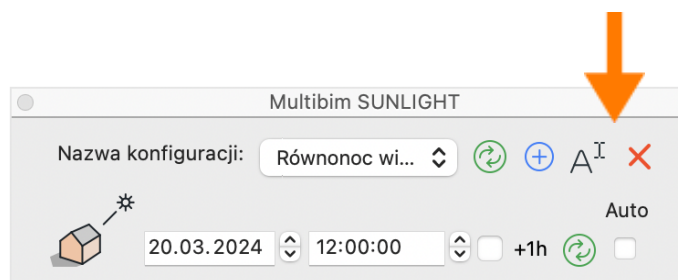 Multibim SUNLIGHT
Nazwa konfiguracji: Równonoc wi...
Auto
20.03.2024 12:00:00 +1h